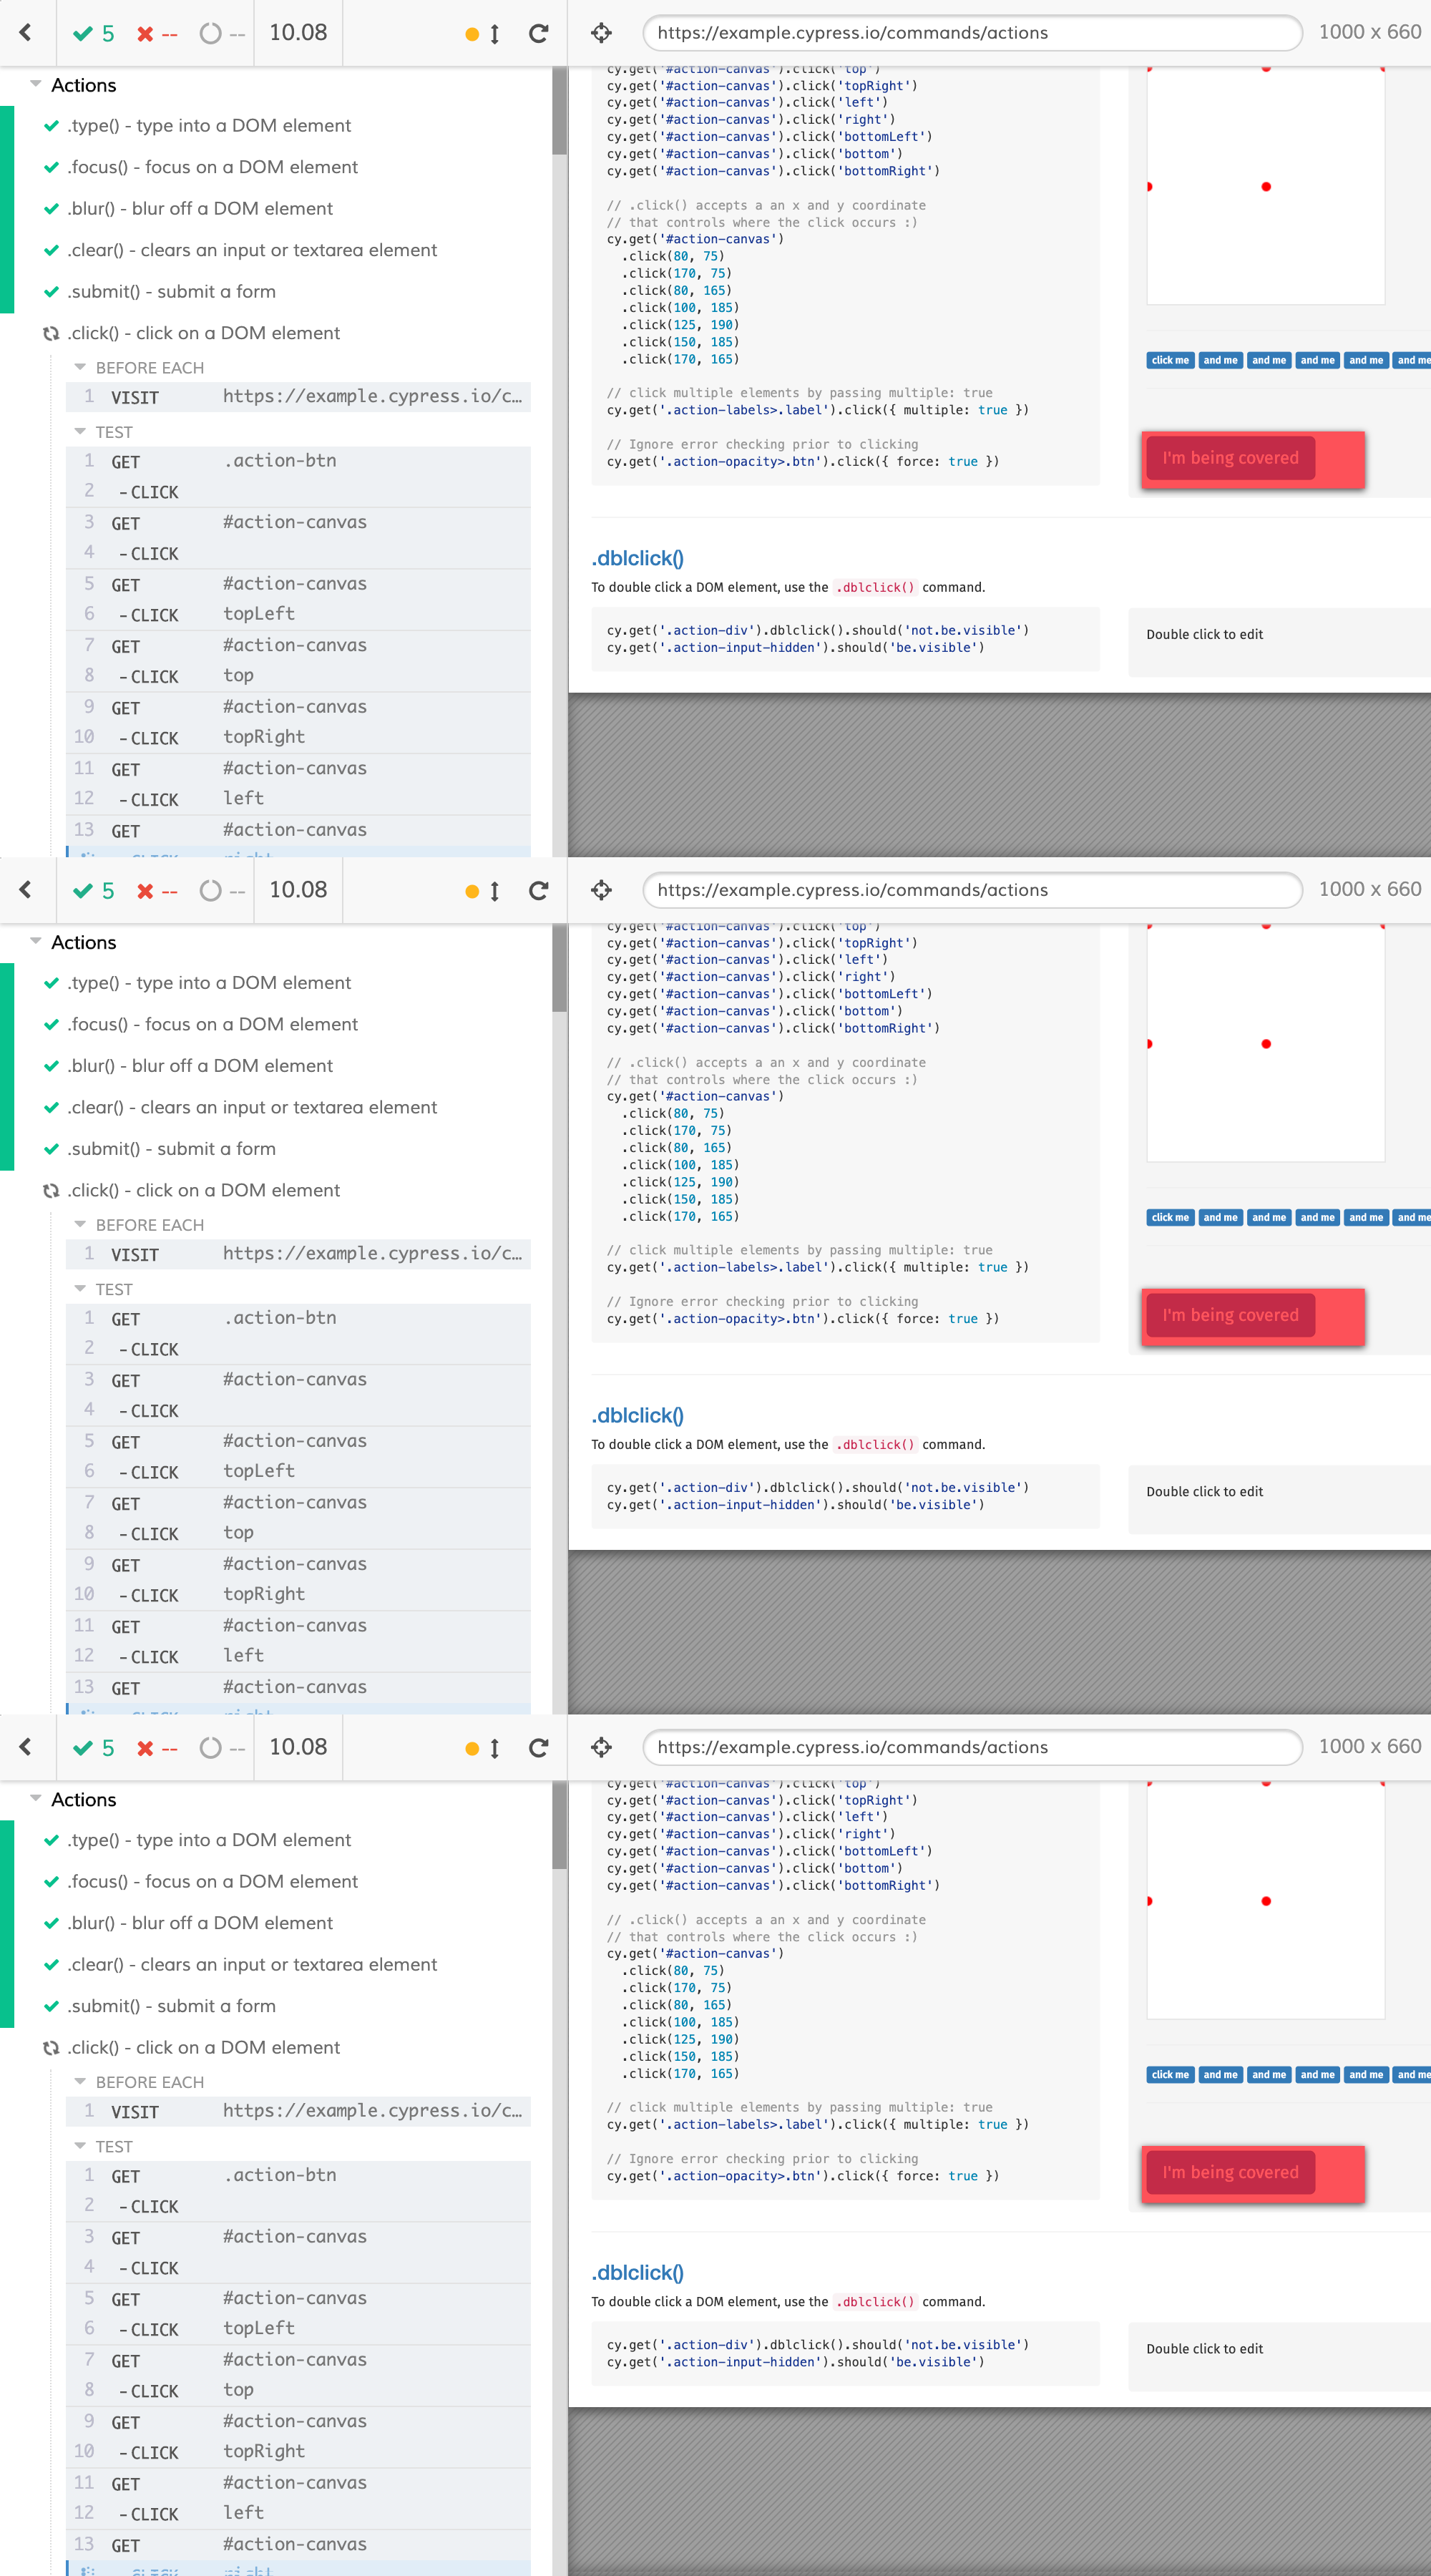 5 -- -- 10.08
Actions
.type() - type into a DOM element
.focus() - focus on a DOM element
.blur() - blur off a DOM element
.clear() - clears an input or textarea element
.submit() - submit a form
.click() - click on a DOM element
BEFORE EACH
1 VISIT https://example.cypress.io/c...
TEST
1 GET .action-btn
2 - CLICK
3 GET #action-canvas
4 - CLICK
5 GET #action-canvas
6 - CLICK topLeft
7 GET #action-canvas
8 - CLICK top
9 GET #action-canvas
10 - CLICK topRight
11 GET #action-canvas
12 - CLICK left
13 GET #action-canvas
- CLICK right
https://example.cypress.io/commands/actions 1000 x 660
cy.get('#action-canvas').click('top')
cy.get('#action-canvas').click('topRight')
cy.get('#action-canvas').click('left')
cy.get('#action-canvas').click('right')
cy.get('#action-canvas').click('bottomLeft')
cy.get('#action-canvas').click('bottom')
cy.get('#action-canvas').click('bottomRight')
// .click() accepts a an x and y coordinate
// that controls where the click occurs :)
cy.get('#action-canvas')
.click(80, 75)
.click(170, 75)
.click(80, 165)
.click(100, 185)
.click(125, 190)
.click(150, 185)
.click(170, 165)
// click multiple elements by passing multiple: true
cy.get('.action-labels>.label').click({ multiple: true })
// Ignore error checking prior to clicking
cy.get('.action-opacity>.btn').click({ force: true })
click me and me and me and me and me and me
I'm being covered
.dblclick()
To double click a DOM element, use the .dblclick() command.
cy.get('.action-div').dblclick().should('not.be.visible')
cy.get('.action-input-hidden').should('be.visible')
Double click to edit
5 -- -- 10.08
Actions
.type() - type into a DOM element
.focus() - focus on a DOM element
.blur() - blur off a DOM element
.clear() - clears an input or textarea element
.submit() - submit a form
.click() - click on a DOM element
BEFORE EACH
1 VISIT https://example.cypress.io/c...
TEST
1 GET .action-btn
2 - CLICK
3 GET #action-canvas
4 - CLICK
5 GET #action-canvas
6 - CLICK topLeft
7 GET #action-canvas
8 - CLICK top
9 GET #action-canvas
10 - CLICK topRight
11 GET #action-canvas
12 - CLICK left
13 GET #action-canvas
- CLICK right
https://example.cypress.io/commands/actions 1000 x 660
cy.get('#action-canvas').click('top')
cy.get('#action-canvas').click('topRight')
cy.get('#action-canvas').click('left')
cy.get('#action-canvas').click('right')
cy.get('#action-canvas').click('bottomLeft')
cy.get('#action-canvas').click('bottom')
cy.get('#action-canvas').click('bottomRight')
// .click() accepts a an x and y coordinate
// that controls where the click occurs :)
cy.get('#action-canvas')
.click(80, 75)
.click(170, 75)
.click(80, 165)
.click(100, 185)
.click(125, 190)
.click(150, 185)
.click(170, 165)
// click multiple elements by passing multiple: true
cy.get('.action-labels>.label').click({ multiple: true })
// Ignore error checking prior to clicking
cy.get('.action-opacity>.btn').click({ force: true })
click me and me and me and me and me and me
I'm being covered
.dblclick()
To double click a DOM element, use the .dblclick() command.
cy.get('.action-div').dblclick().should('not.be.visible')
cy.get('.action-input-hidden').should('be.visible')
Double click to edit
5 -- -- 10.08
Actions
.type() - type into a DOM element
.focus() - focus on a DOM element
.blur() - blur off a DOM element
.clear() - clears an input or textarea element
.submit() - submit a form
.click() - click on a DOM element
BEFORE EACH
1 VISIT https://example.cypress.io/c...
TEST
1 GET .action-btn
2 - CLICK
3 GET #action-canvas
4 - CLICK
5 GET #action-canvas
6 - CLICK topLeft
7 GET #action-canvas
8 - CLICK top
9 GET #action-canvas
10 - CLICK topRight
11 GET #action-canvas
12 - CLICK left
13 GET #action-canvas
- CLICK right
https://example.cypress.io/commands/actions 1000 x 660
cy.get('#action-canvas').click('top')
cy.get('#action-canvas').click('topRight')
cy.get('#action-canvas').click('left')
cy.get('#action-canvas').click('right')
cy.get('#action-canvas').click('bottomLeft')
cy.get('#action-canvas').click('bottom')
cy.get('#action-canvas').click('bottomRight')
// .click() accepts a an x and y coordinate
// that controls where the click occurs :)
cy.get('#action-canvas')
.click(80, 75)
.click(170, 75)
.click(80, 165)
.click(100, 185)
.click(125, 190)
.click(150, 185)
.click(170, 165)
// click multiple elements by passing multiple: true
cy.get('.action-labels>.label').click({ multiple: true })
// Ignore error checking prior to clicking
cy.get('.action-opacity>.btn').click({ force: true })
click me and me and me and me and me and me
I'm being covered
.dblclick()
To double click a DOM element, use the .dblclick() command.
cy.get('.action-div').dblclick().should('not.be.visible')
cy.get('.action-input-hidden').should('be.visible')
Double click to edit